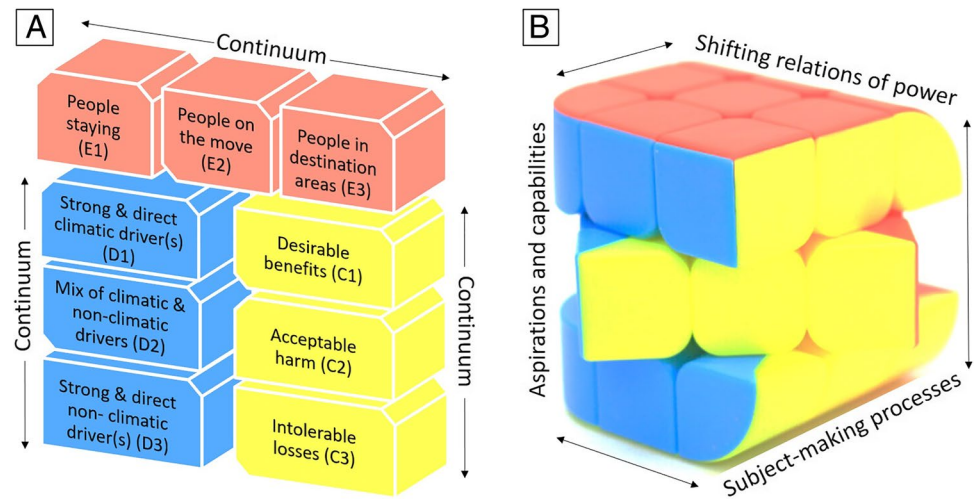 A
Continuum
People
staying
(E1)
People on
the move
(E2)
People in
destination
areas (E3)
Continuum
Strong & direct
climatic driver(s)
(D1)
Mix of climatic &
non-climatic
drivers (D2)
Strong & direct
non- climatic
driver(s) (D3)
Desirable
benefits (C1)
Acceptable
harm (C2)
Intolerable
losses (C3)
Continuum
B
Shifting relations of power
Aspirations and capabilities
Subject-making processes